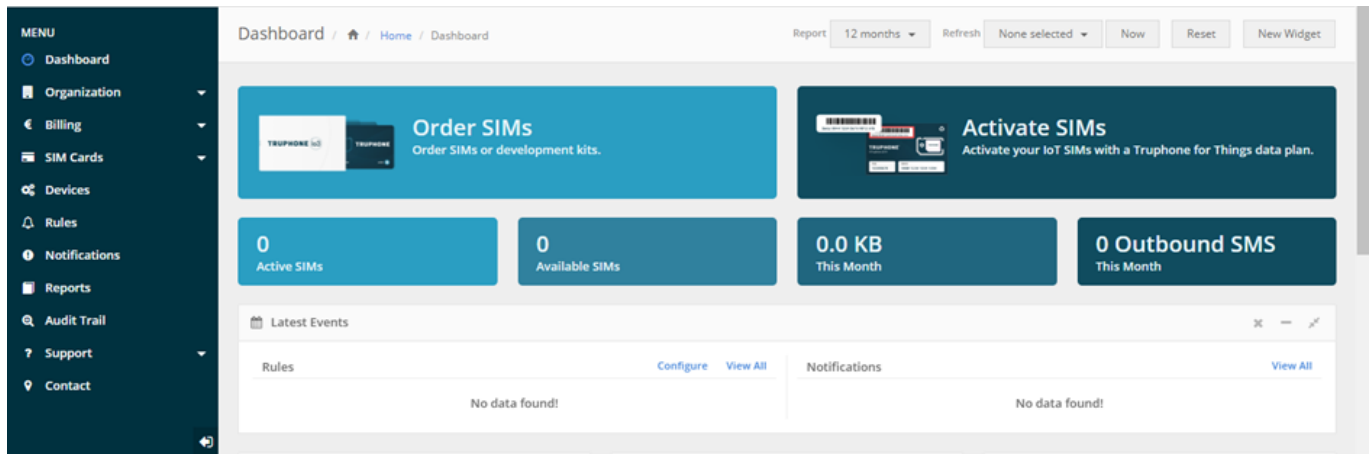 MENU
Dashboard
Organization
€ Billing
SIM Cards
Devices
Rules
Notifications
Reports
Audit Trail
? Support
Contact
Dashboard / / Home / Dashboard
Report 12 months Refresh None selected Now Reset New Widget
TRUPHONE
TRUPHONE
Order SIMs
Order SIMs or development kits.
TRUPHONE
Activate SIMs
Activate your IoT SIMs with a Truphone for Things data plan.
0
Active SIMs
0
Available SIMs
0.0 KB
This Month
0 Outbound SMS
This Month
Latest Events
Rules Configure View All
No data found!
Notifications View All
No data found!